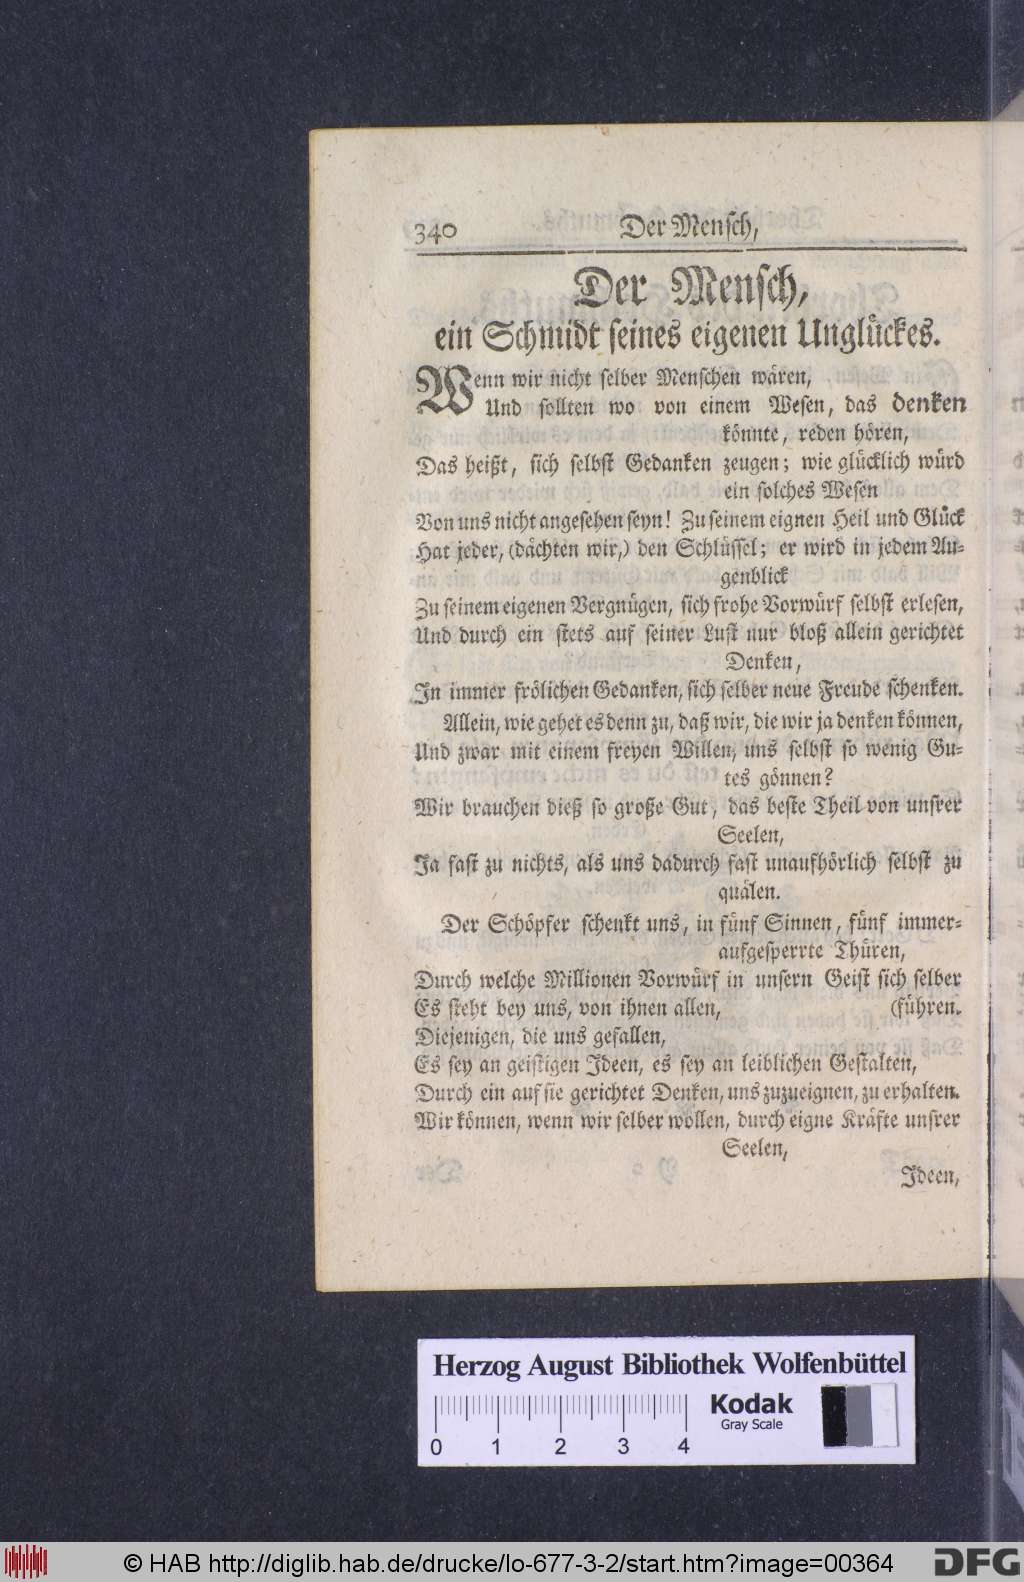 340 Der Mensch,
Der Mensch,
ein Schmidt seines eigenen Unglückes.
Wenn wir nicht selber Menschen wären,
Und sollten wo von einem Wesen, das denken
könnte, reden hören,
Das heißt, sich selbst Gedanken zeugen; wie glücklich würd
ein solches Wesen
Von uns nicht angesehen seyn! Zu seinem eignen Heil und Glück
Hat jeder, (dächten wir,) den Schlüssel; er wird in jedem Au-
genblick
Zu seinem eigenen Vergnügen, sich frohe Vorwürf selbst erlesen,
Und durch ein stets auf seiner Lust nur bloß allein gerichtet
Denken,
In immer frölichen Gedanken, sich selber neue Freude schenken.
Allein, wie gehet es denn zu, daß wir, die wir ja denken können,
Und zwar mit einem freyen Willen, uns selbst so wenig Gu-
tes gönnen?
Wir brauchen dieß so große Gut, das beste Theil von unsrer
Seelen,
Ja fast zu nichts, als uns dadurch fast unaufhörlich selbst zu
quälen.
Der Schöpfer schenkt uns, in fünf Sinnen, fünf immer-
aufgesperrte Thüren,
Durch welche Millionen Vorwürf in unsern Geist sich selber
Es steht bey uns, von ihnen allen, (führen.
Diejenigen, die uns gefallen,
Es sey an geistigen Ideen, es sey an leiblichen Gestalten,
Durch ein auf sie gerichtet Denken, uns zuzueignen, zu erhalten.
Wir können, wenn wir selber wollen, durch eigne Kräfte unsrer
Seelen,
Ideen,
Herzog August Bibliothek Wolfenbüttel
Kodak
Gray Scale
0 1 2 3 4
© HAB http://diglib.hab.de/drucke/lo-677-3-2/start.htm?image=00364
DFG